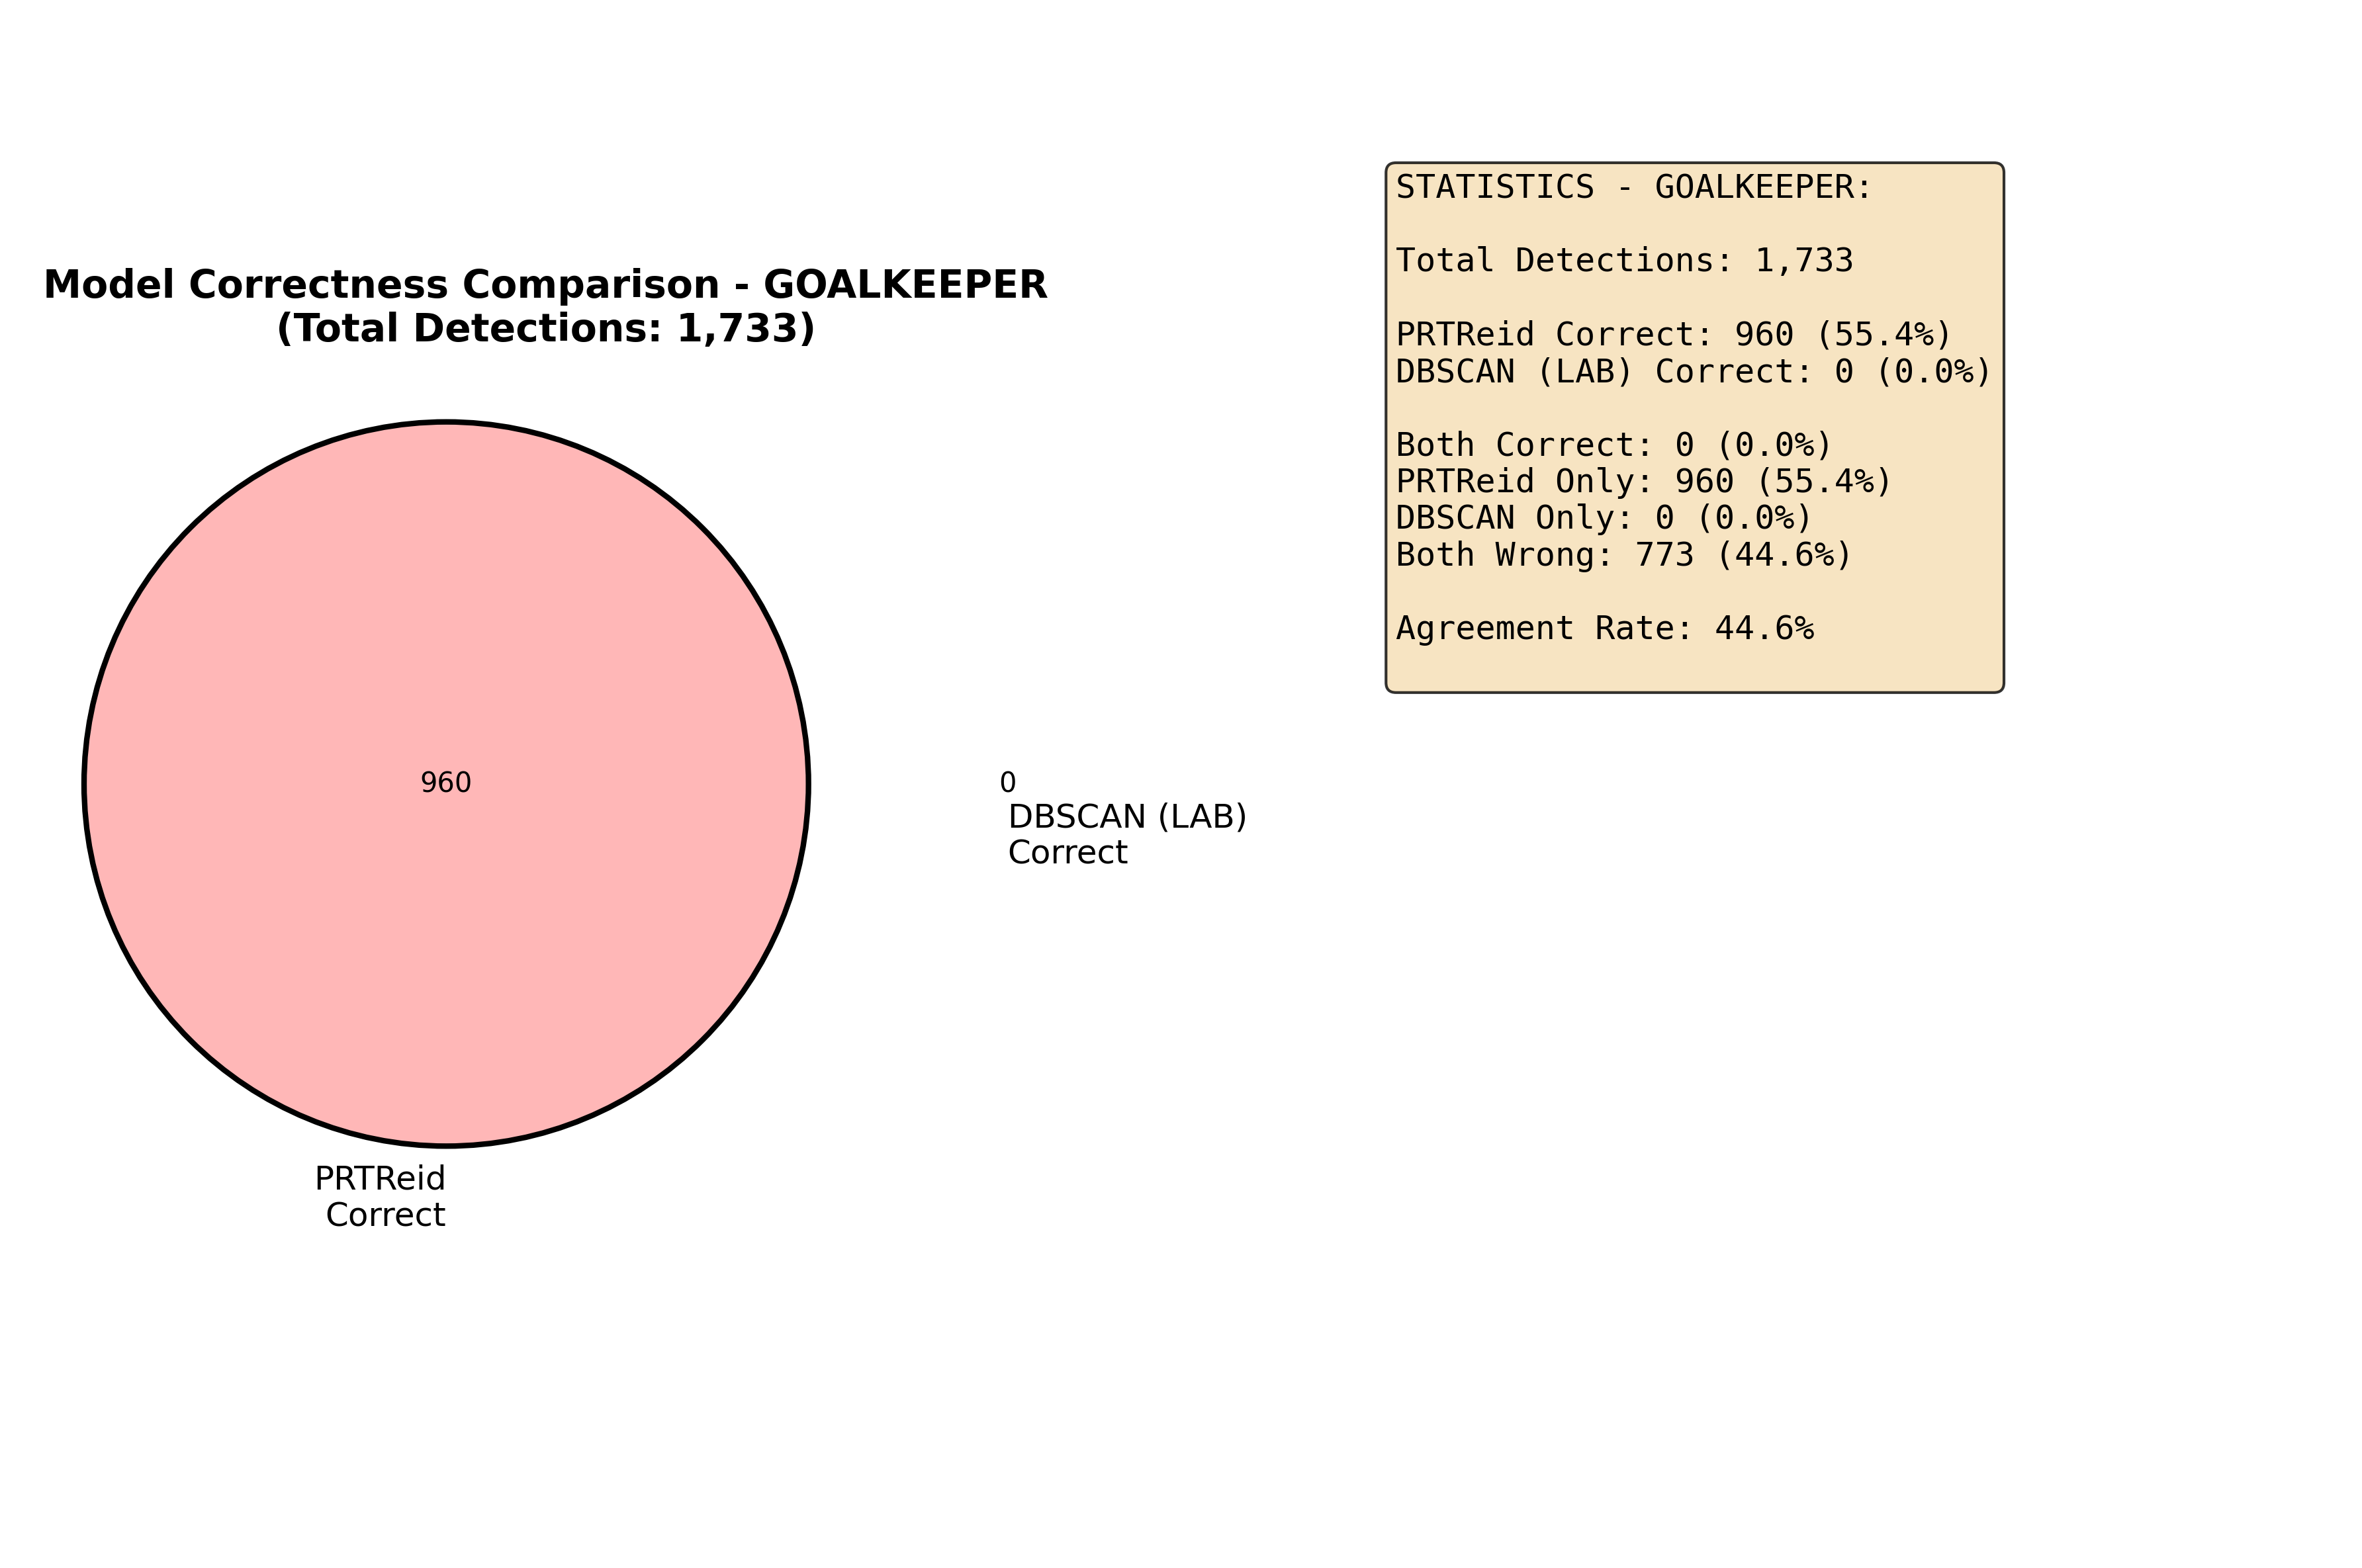 Model Correctness Comparison - GOALKEEPER
(Total Detections: 1,733)
960
0
DBSCAN (LAB)
Correct
PRTReid
Correct
STATISTICS - GOALKEEPER:
Total Detections: 1,733
PRTReid Correct: 960 (55.4%)
DBSCAN (LAB) Correct: 0 (0.0%)
Both Correct: 0 (0.0%)
PRTReid Only: 960 (55.4%)
DBSCAN Only: 0 (0.0%)
Both Wrong: 773 (44.6%)
Agreement Rate: 44.6%